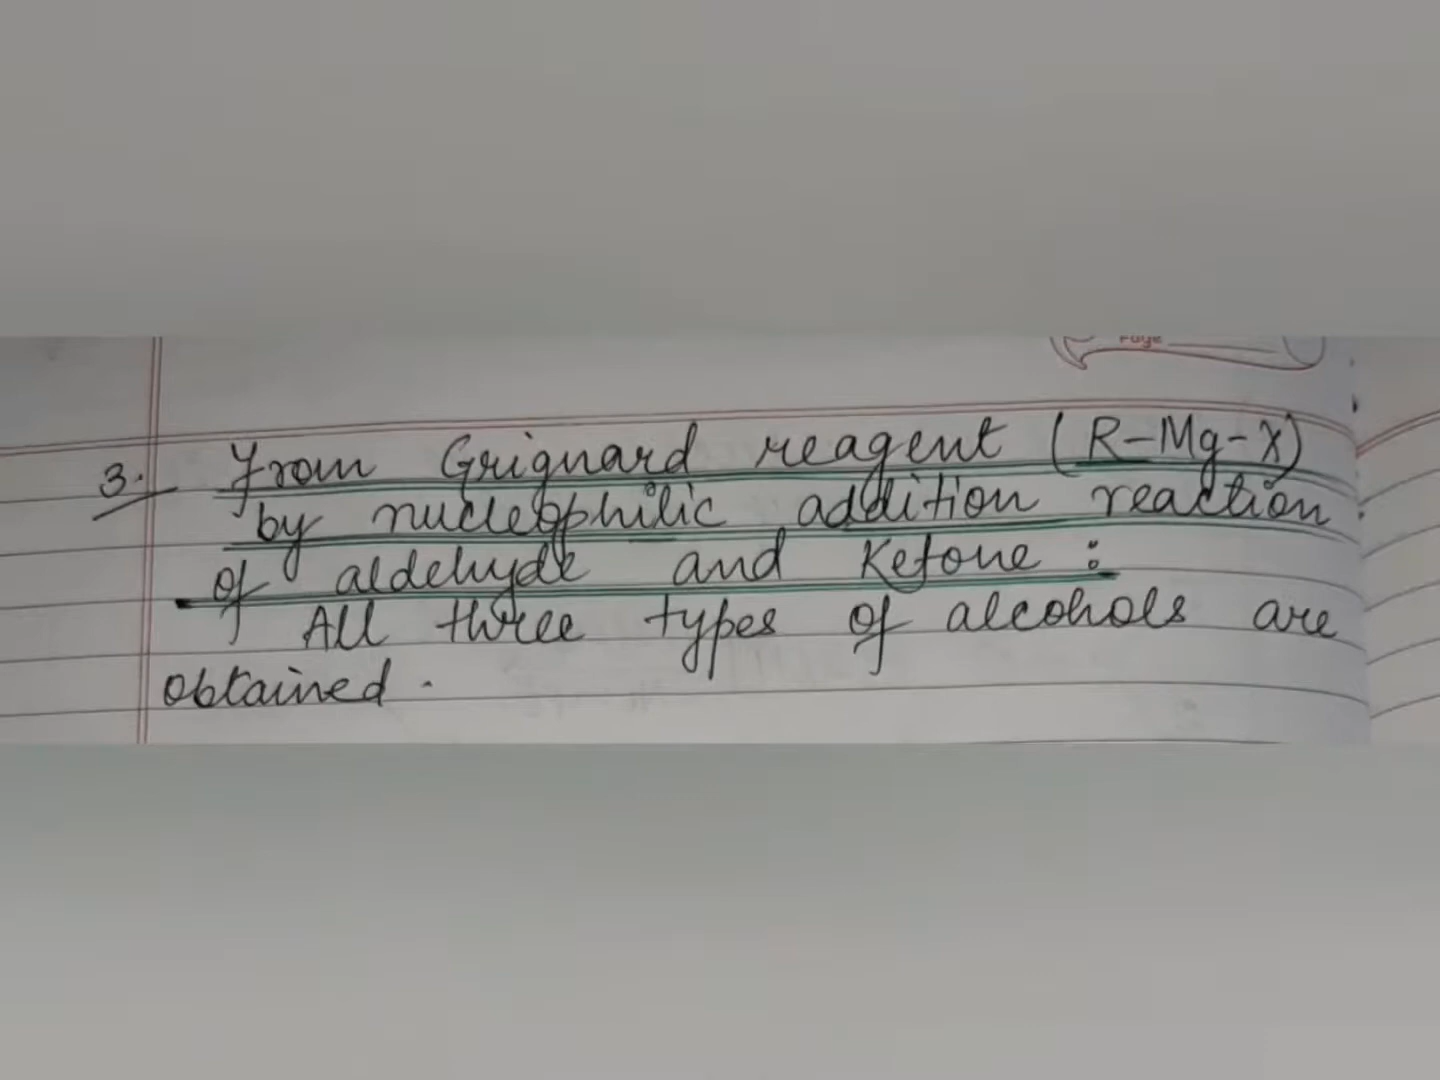 Page
3. From Grignard reagent (R-Mg-X)
by nucleophilic addition reaction
of aldehyde and Ketone :
All three types of alcohols are
obtained.